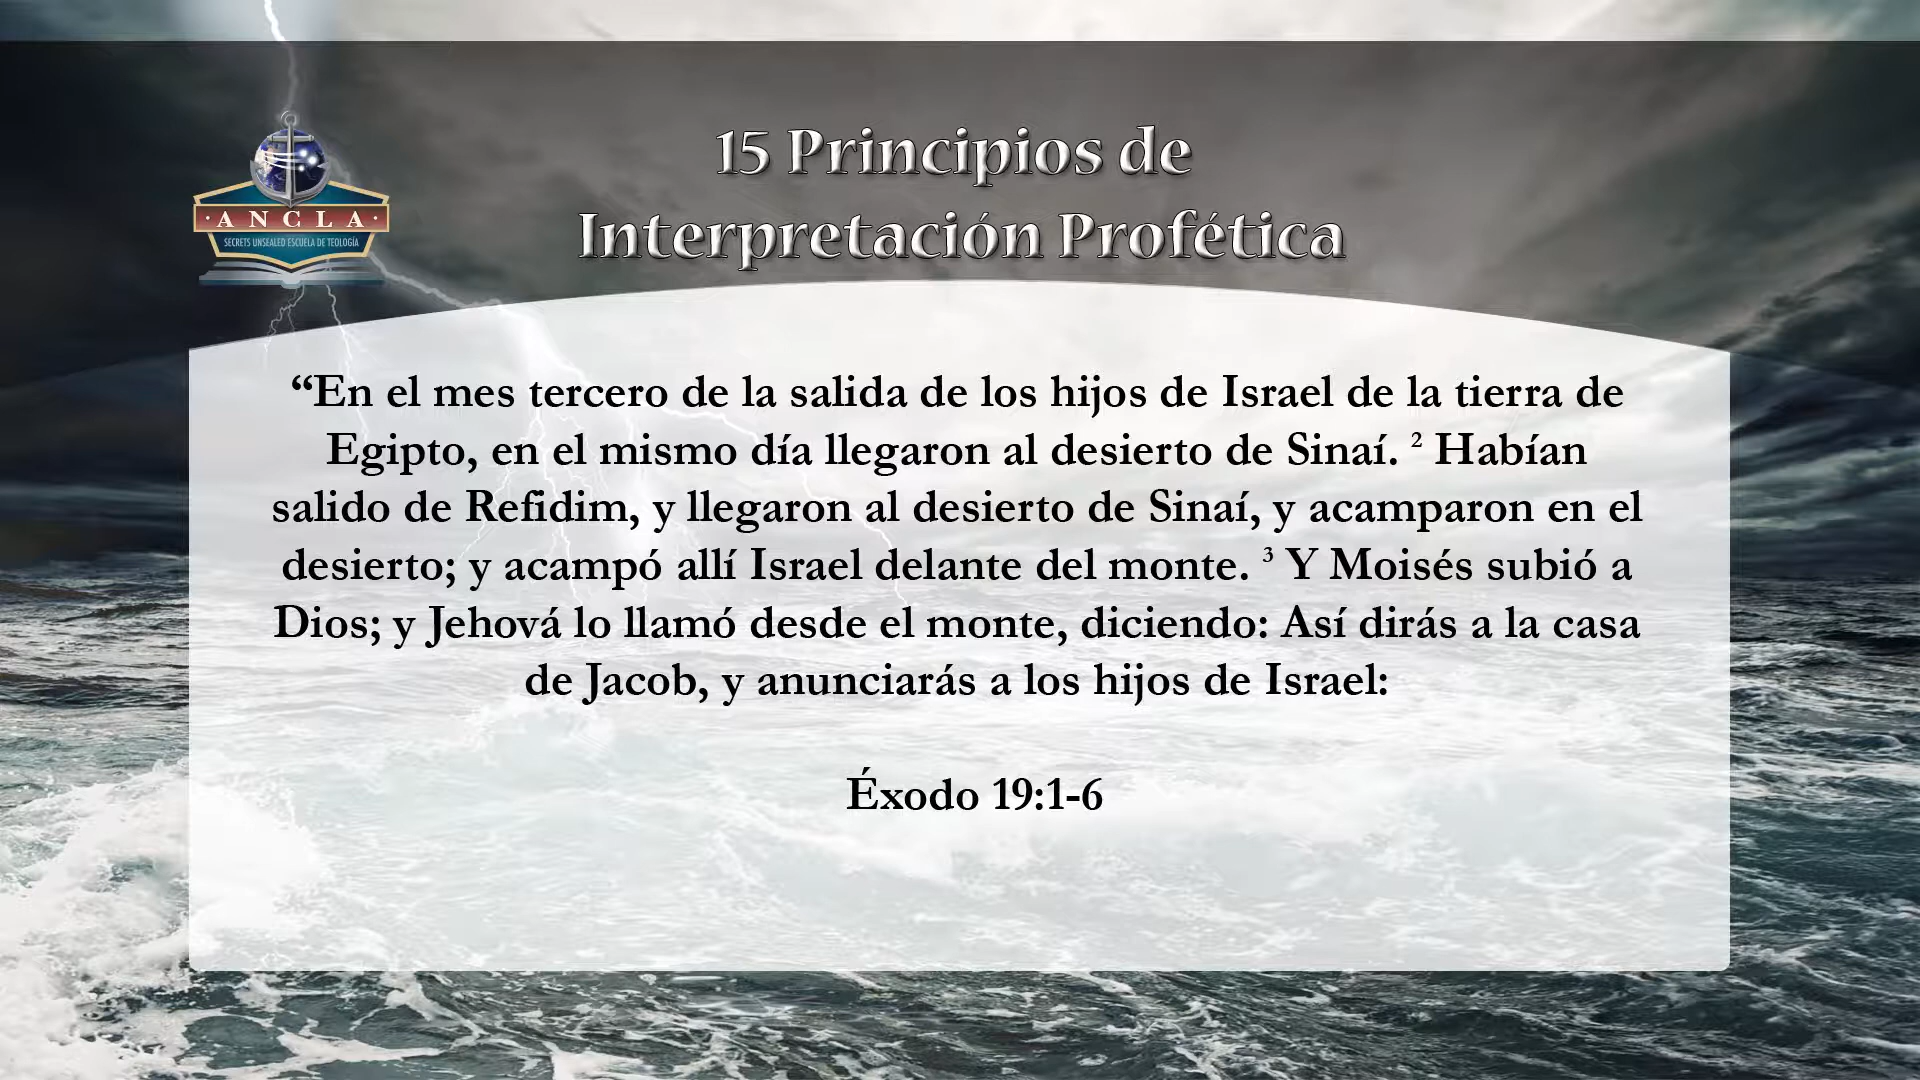 15 Principios de
Interpretación Profética
· A N C L A ·
SECRETS UNSEALED ESCUELA DE TEOLOGÍA
“En el mes tercero de la salida de los hijos de Israel de la tierra de
Egipto, en el mismo día llegaron al desierto de Sinaí. ² Habían
salido de Refidim, y llegaron al desierto de Sinaí, y acamparon en el
desierto; y acampó allí Israel delante del monte. ³ Y Moisés subió a
Dios; y Jehová lo llamó desde el monte, diciendo: Así dirás a la casa
de Jacob, y anunciarás a los hijos de Israel:
Éxodo 19:1-6